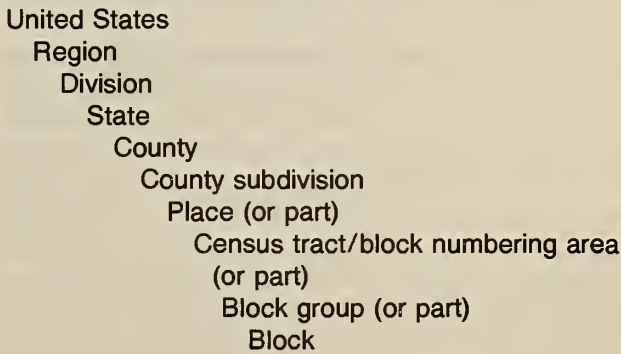 United States
Region
Division
State
County
County subdivision
Place (or part)
Census tract/block numbering area
(or part)
Block group (or part)
Block